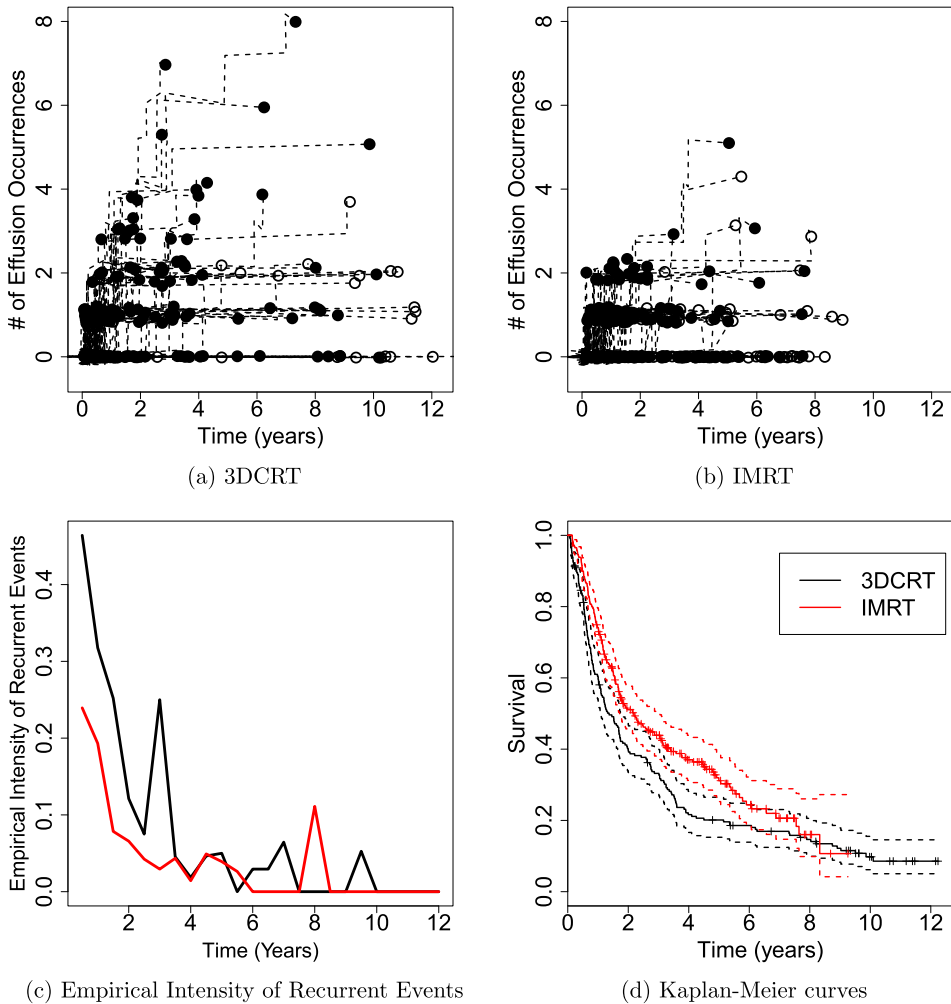 # of Effusion Occurrences
8
6
4
2
0
0 2 4 6 8 10 12
Time (years)
(a) 3DCRT
# of Effusion Occurrences
8
6
4
2
0
0 2 4 6 8 10 12
Time (years)
(b) IMRT
Empirical Intensity of Recurrent Events
0.4
0.3
0.2
0.1
0.0
2 4 6 8 10 12
Time (Years)
(c) Empirical Intensity of Recurrent Events
Survival
1.0
0.8
0.6
0.4
0.2
0.0
3DCRT
IMRT
0 2 4 6 8 10 12
Time (years)
(d) Kaplan-Meier curves